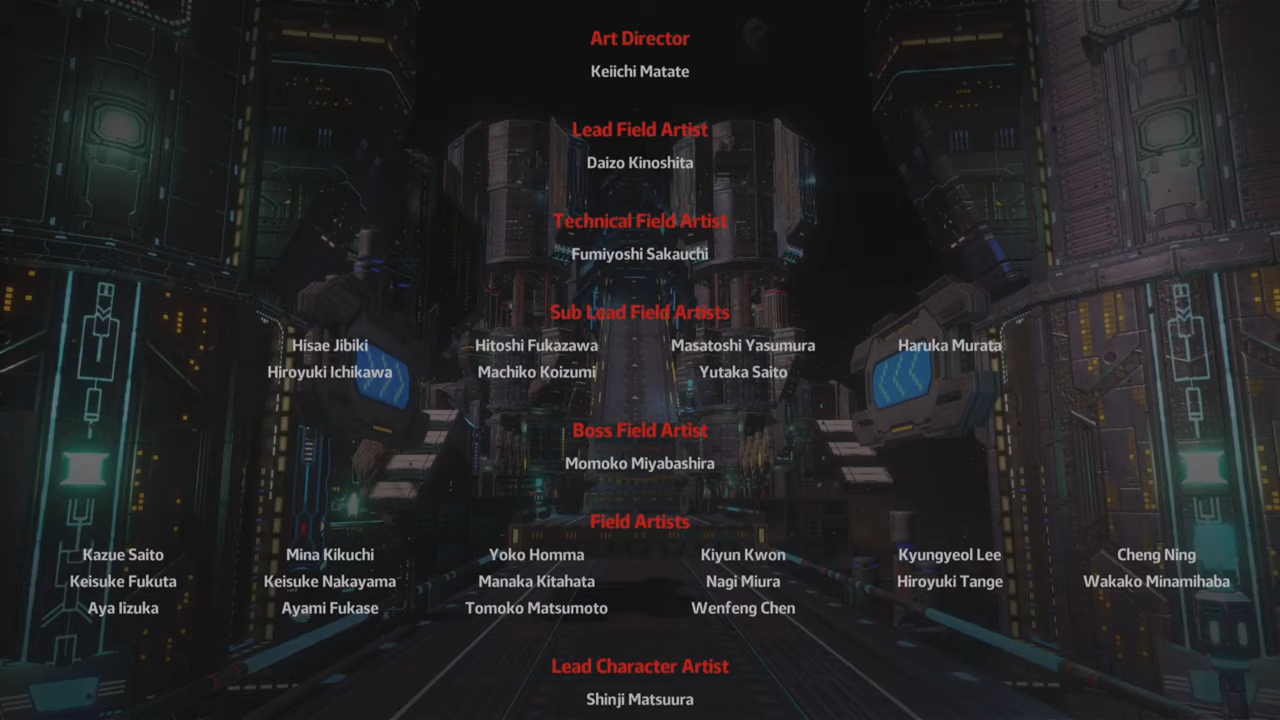 Art Director
Keiichi Matate
Lead Field Artist
Daizo Kinoshita
Technical Field Artist
Fumiyoshi Sakauchi
Sub Lead Field Artists
Hisae Jibiki Hitoshi Fukazawa Masatoshi Yasumura Haruka Murata
Hiroyuki Ichikawa Machiko Koizumi Yutaka Saito
Boss Field Artist
Momoko Miyabashira
Field Artists
Kazue Saito Mina Kikuchi Yoko Homma Kiyun Kwon Kyungyeol Lee Cheng Ning
Keisuke Fukuta Keisuke Nakayama Manaka Kitahata Nagi Miura Hiroyuki Tange Wakako Minamihaba
Aya Iizuka Ayami Fukase Tomoko Matsumoto Wenfeng Chen
Lead Character Artist
Shinji Matsuura